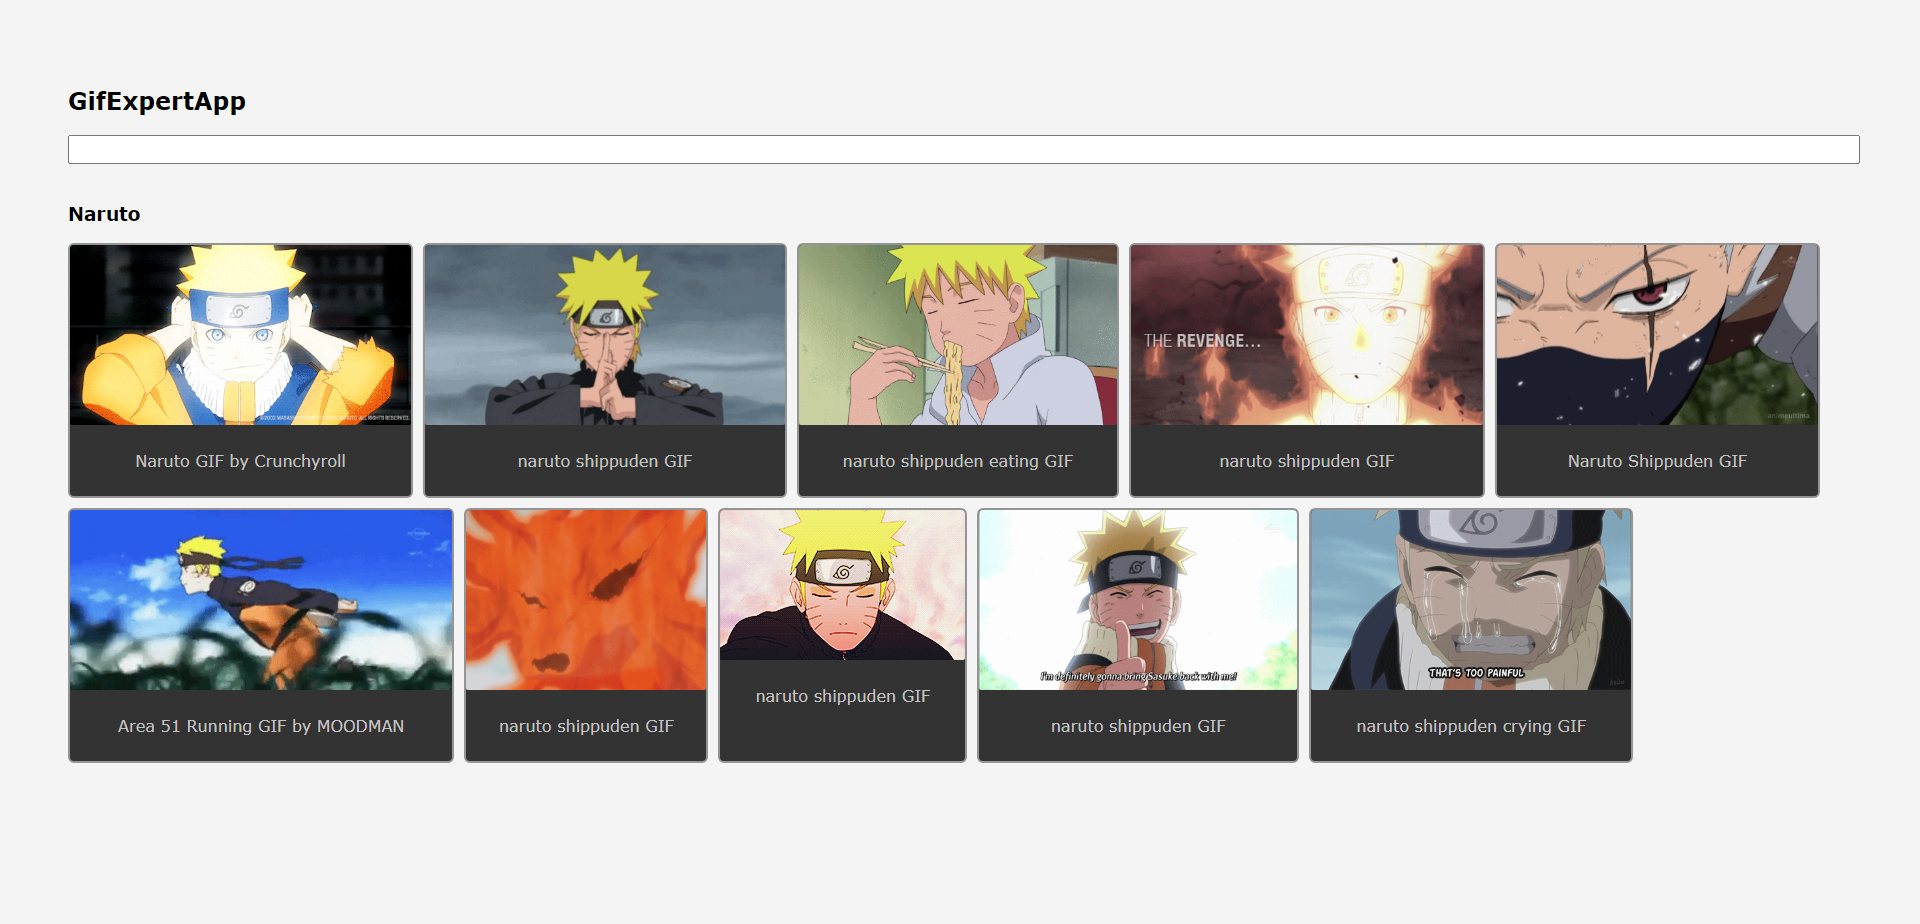 GifExpertApp
Naruto
THE REVENGE...
animeultima
Naruto GIF by Crunchyroll
naruto shippuden GIF
naruto shippuden eating GIF
naruto shippuden GIF
Naruto Shippuden GIF
I'm definitely gonna bring Sasuke back with me!
THAT'S TOO PAINFUL
Area 51 Running GIF by MOODMAN
naruto shippuden GIF
naruto shippuden GIF
naruto shippuden GIF
naruto shippuden crying GIF